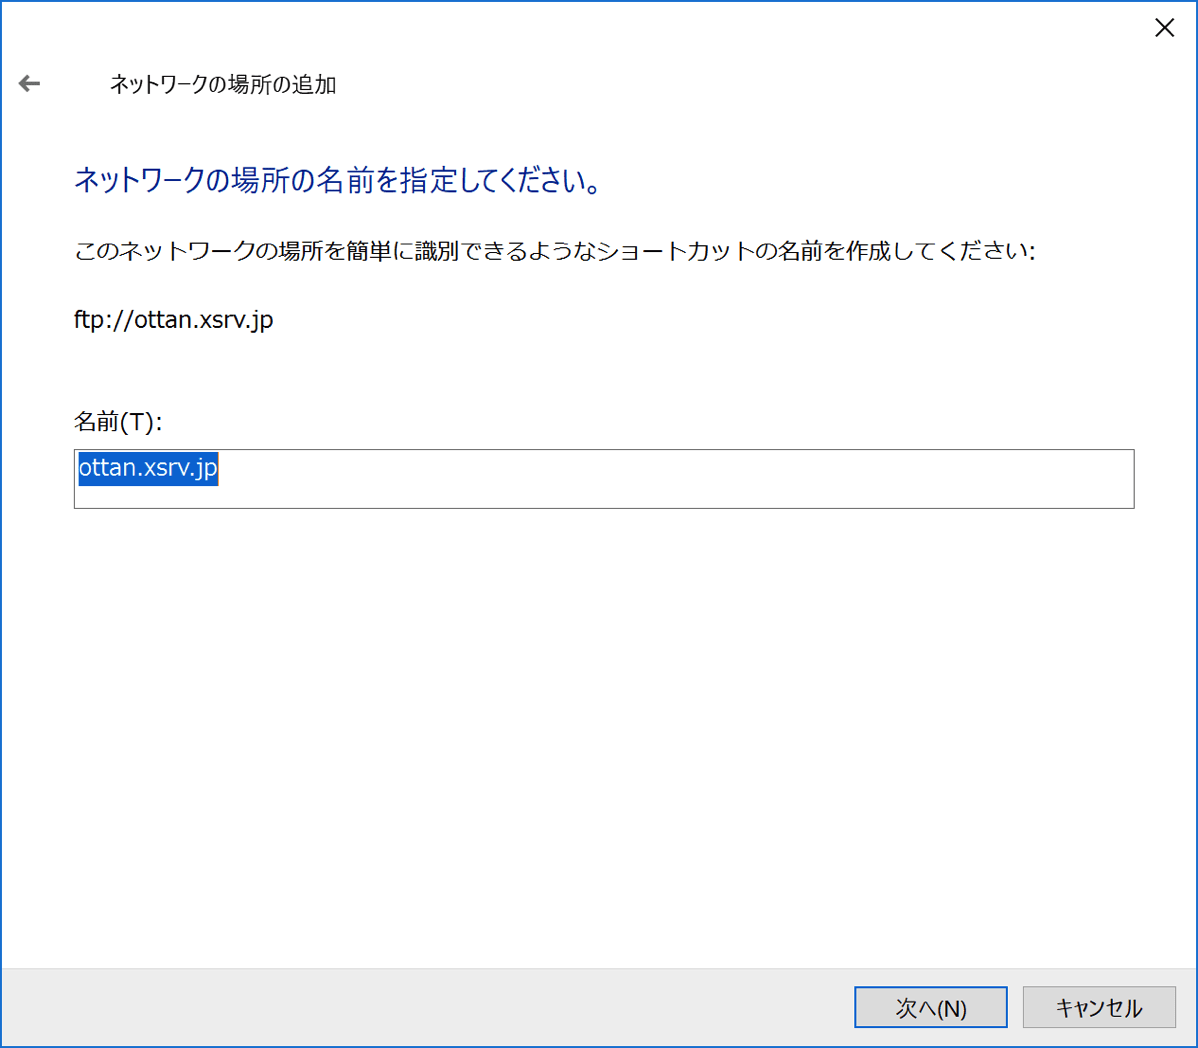 ネットワークの場所の追加
ネットワークの場所の名前を指定してください。
このネットワークの場所を簡単に識別できるようなショートカットの名前を作成してください:
ftp://ottan.xsrv.jp
名前(T):
ottan.xsrv.jp
次へ(N)
キャンセル